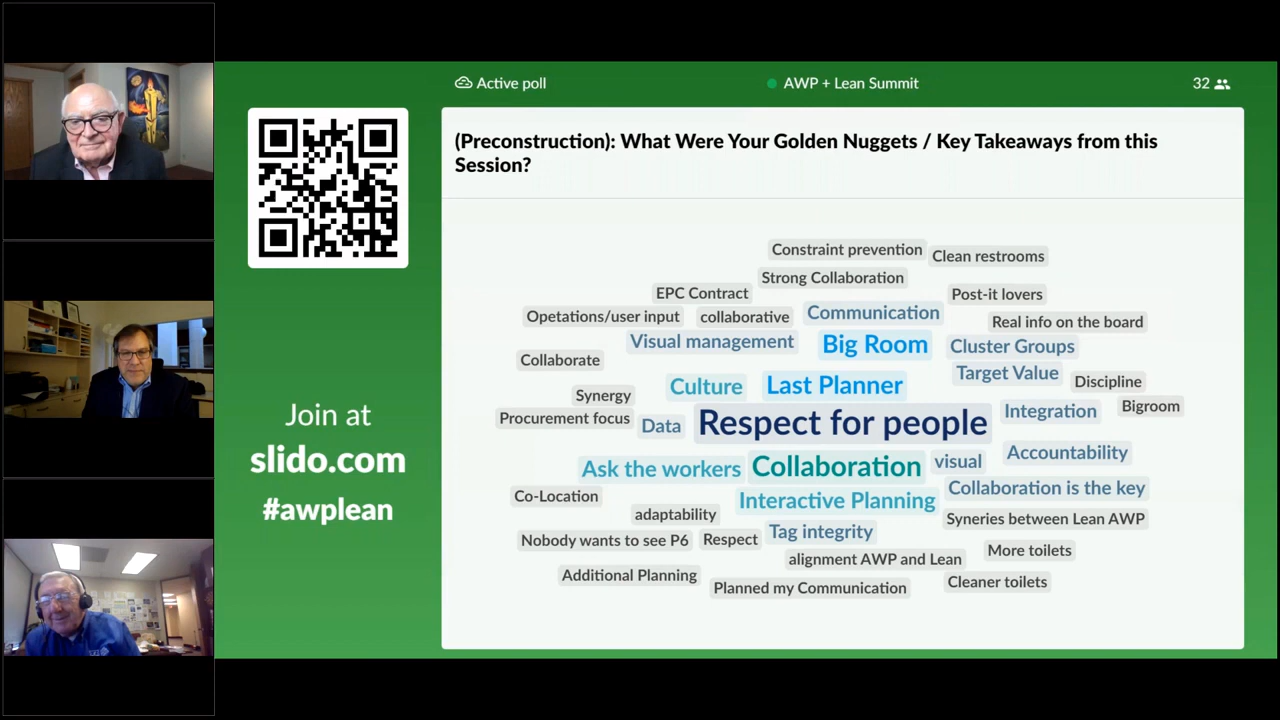 Active poll
AWP + Lean Summit
32
(Preconstruction): What Were Your Golden Nuggets / Key Takeaways from this
Session?
Join at
slido.com
#awplean
Constraint prevention
Clean restrooms
Strong Collaboration
EPC Contract
Post-it lovers
Opetations/user input
collaborative
Communication
Real info on the board
Visual management
Big Room
Cluster Groups
Collaborate
Target Value
Culture
Last Planner
Discipline
Synergy
Bigroom
Procurement focus
Data
Respect for people
Integration
Accountability
Ask the workers
Collaboration
visual
Co-Location
Interactive Planning
Collaboration is the key
adaptability
Syneries between Lean AWP
Nobody wants to see P6
Respect
Tag integrity
More toilets
alignment AWP and Lean
Additional Planning
Planned my Communication
Cleaner toilets